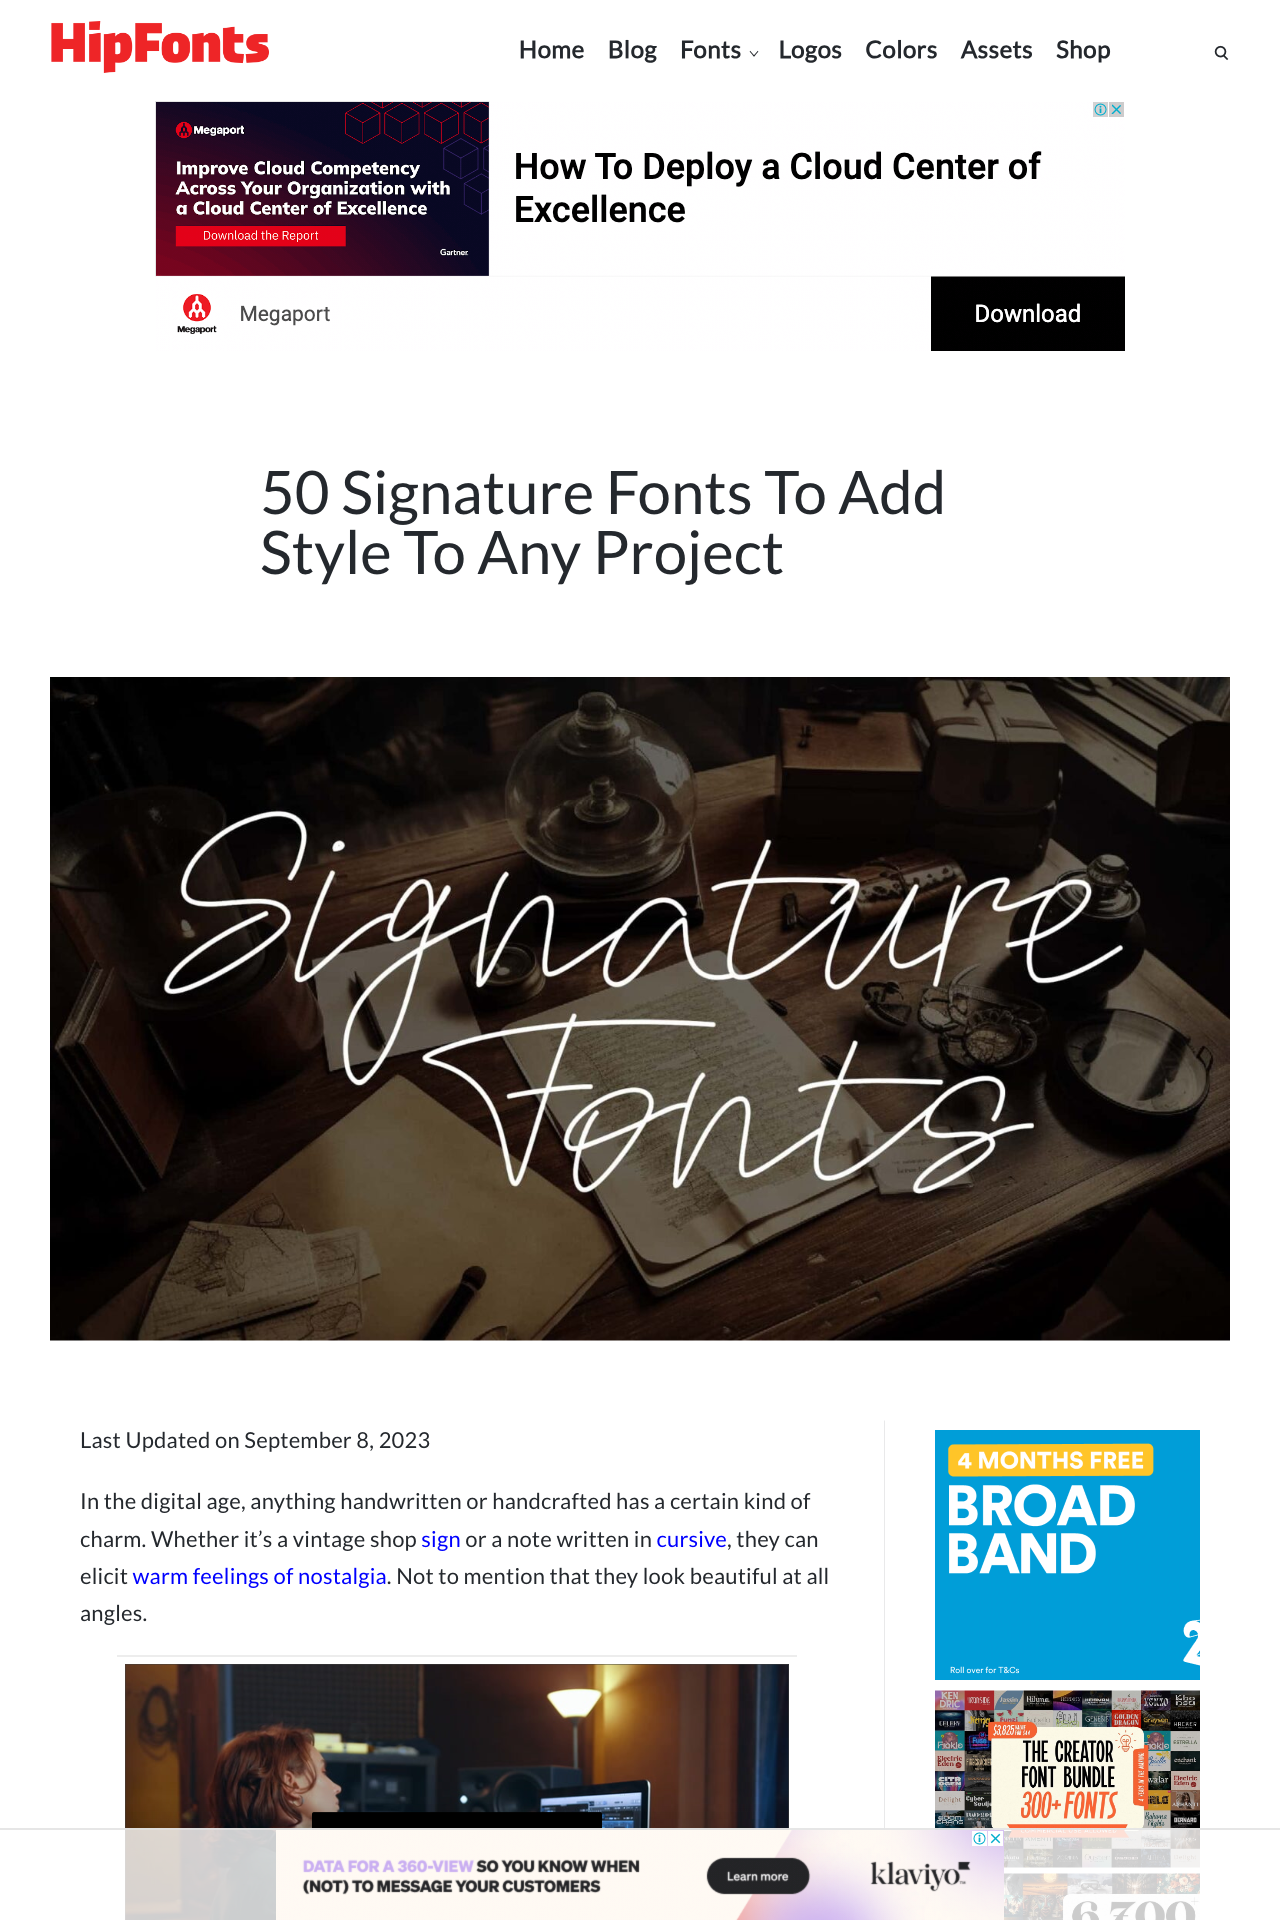 HipFonts
Home Blog Fonts Logos Colors Assets Shop
Megaport
Improve Cloud Competency
Across Your Organization with
a Cloud Center of Excellence
Download the Report
Gartner
How To Deploy a Cloud Center of
Excellence
Megaport
Megaport
Download
50 Signature Fonts To Add
Style To Any Project
Signature
Fonts
Last Updated on September 8, 2023
In the digital age, anything handwritten or handcrafted has a certain kind of
charm. Whether it’s a vintage shop sign or a note written in cursive, they can
elicit warm feelings of nostalgia. Not to mention that they look beautiful at all
angles.
4 MONTHS FREE
BROAD
BAND
2
Roll over for T&Cs
THE CREATOR
FONT BUNDLE
300+ FONTS
DATA FOR A 360-VIEW SO YOU KNOW WHEN
(NOT) TO MESSAGE YOUR CUSTOMERS
Learn more
klaviyo
6,700